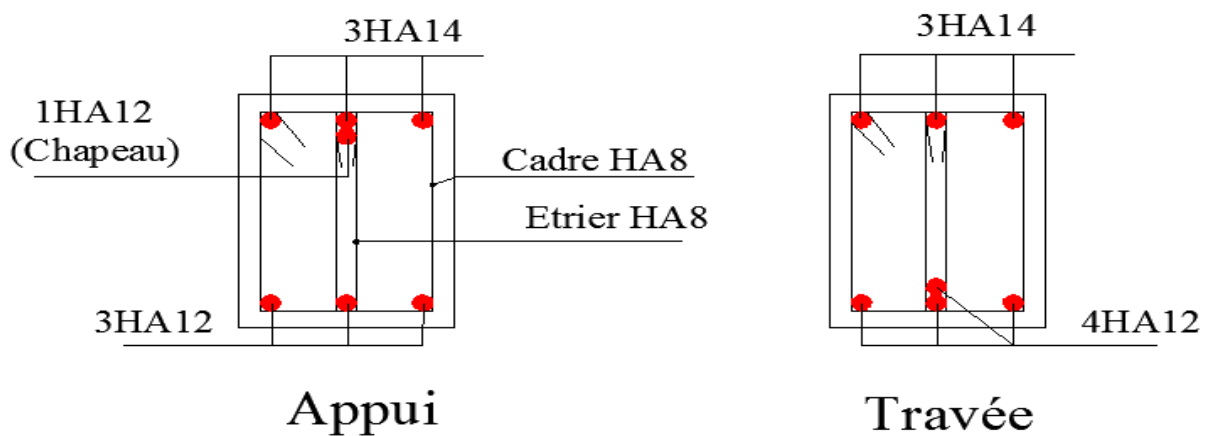 3HA14
1HA12
(Chapeau)
Cadre HA8
Etrier HA8
3HA12
Appui
3HA14
4HA12
Travée